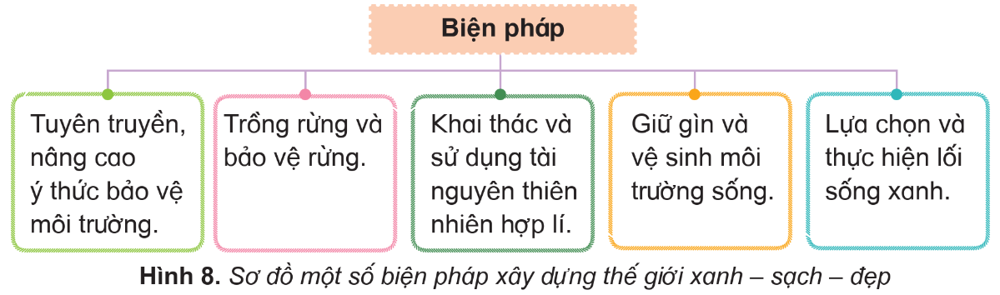 Biện pháp
Tuyên truyền,
nâng cao
ý thức bảo vệ
môi trường.
Trồng rừng và
bảo vệ rừng.
Khai thác và
sử dụng tài
nguyên thiên
nhiên hợp lí.
Giữ gìn và
vệ sinh môi
trường sống.
Lựa chọn và
thực hiện lối
sống xanh.
Hình 8. Sơ đồ một số biện pháp xây dựng thế giới xanh – sạch – đẹp